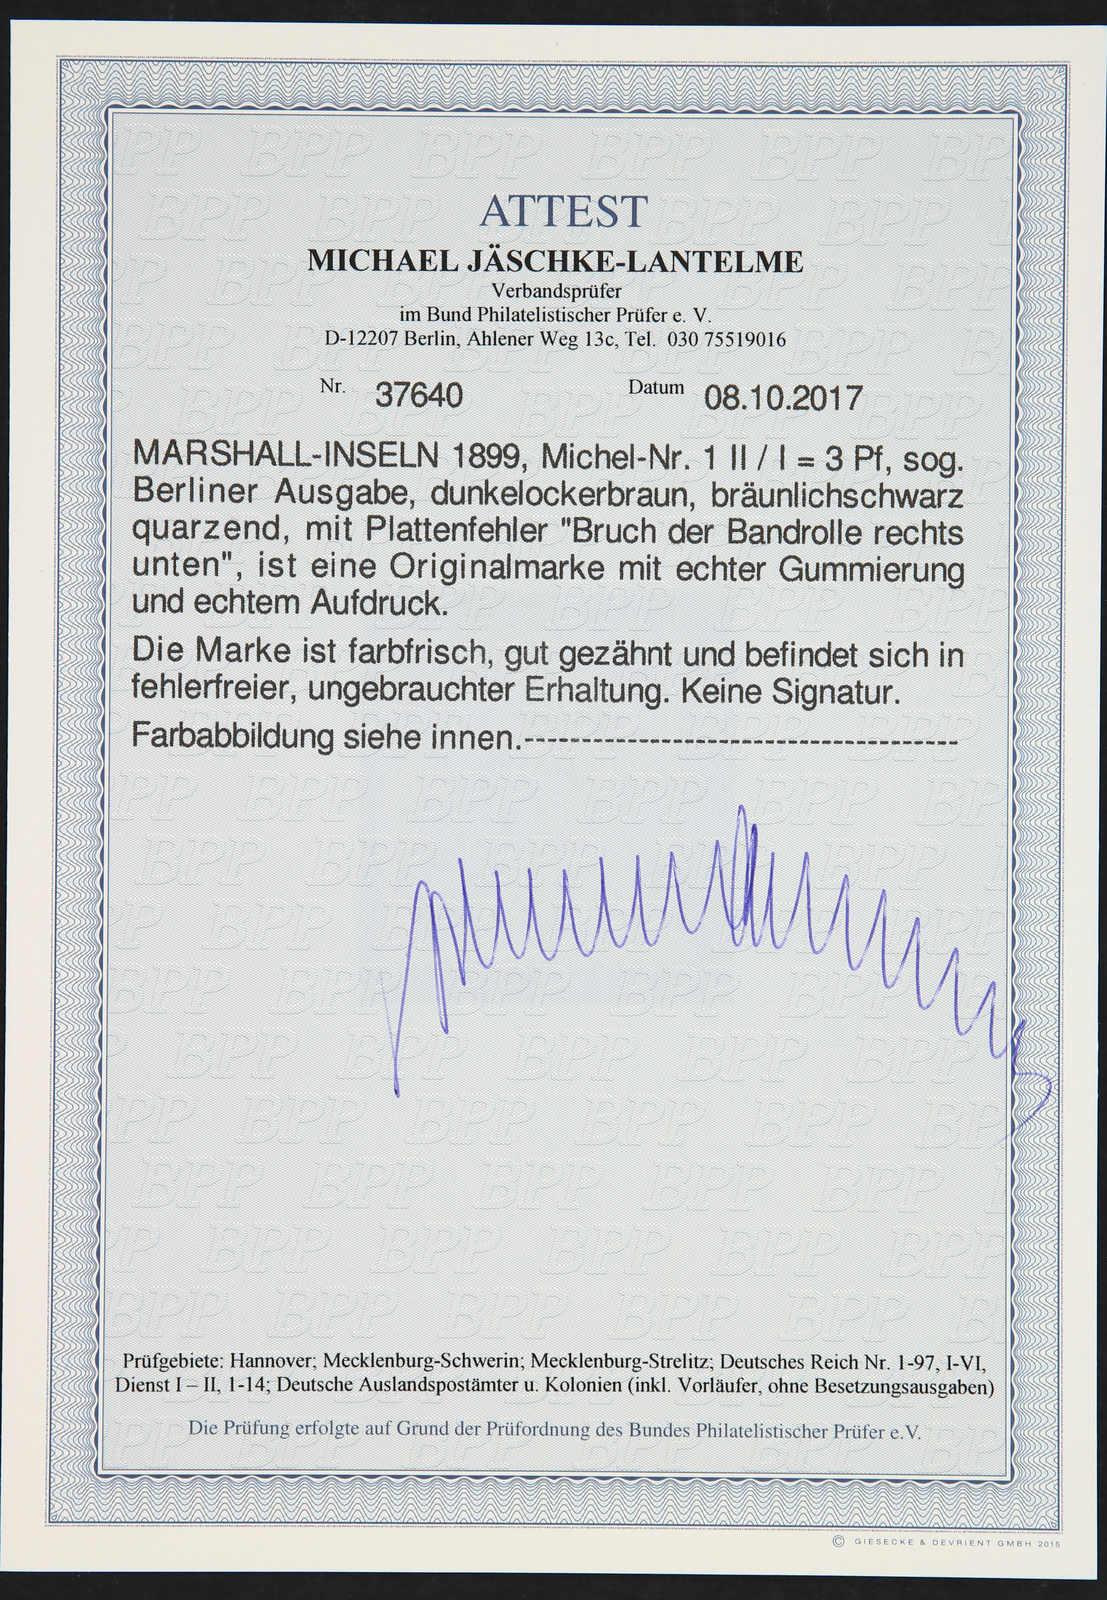 ATTEST
MICHAEL JÄSCHKE-LANTELME
Verbandsprüfer
im Bund Philatelistischer Prüfer e. V.
D-12207 Berlin, Ahlener Weg 13c, Tel. 030 75519016
Nr. 37640 Datum 08.10.2017
MARSHALL-INSELN 1899, Michel-Nr. 1 II / I = 3 Pf, sog.
Berliner Ausgabe, dunkelockerbraun, bräunlichschwarz
quarzend, mit Plattenfehler "Bruch der Bandrolle rechts
unten", ist eine Originalmarke mit echter Gummierung
und echtem Aufdruck.
Die Marke ist farbfrisch, gut gezähnt und befindet sich in
fehlerfreier, ungebrauchter Erhaltung. Keine Signatur.
Farbabbildung siehe innen.--------------------------------------
Prüfgebiete: Hannover; Mecklenburg-Schwerin; Mecklenburg-Strelitz; Deutsches Reich Nr. 1-97, I-VI,
Dienst I – II, 1-14; Deutsche Auslandspostämter u. Kolonien (inkl. Vorläufer, ohne Besetzungsausgaben)
Die Prüfung erfolgte auf Grund der Prüfordnung des Bundes Philatelistischer Prüfer e.V.
© GIESECKE & DEVRIENT GMBH 2015